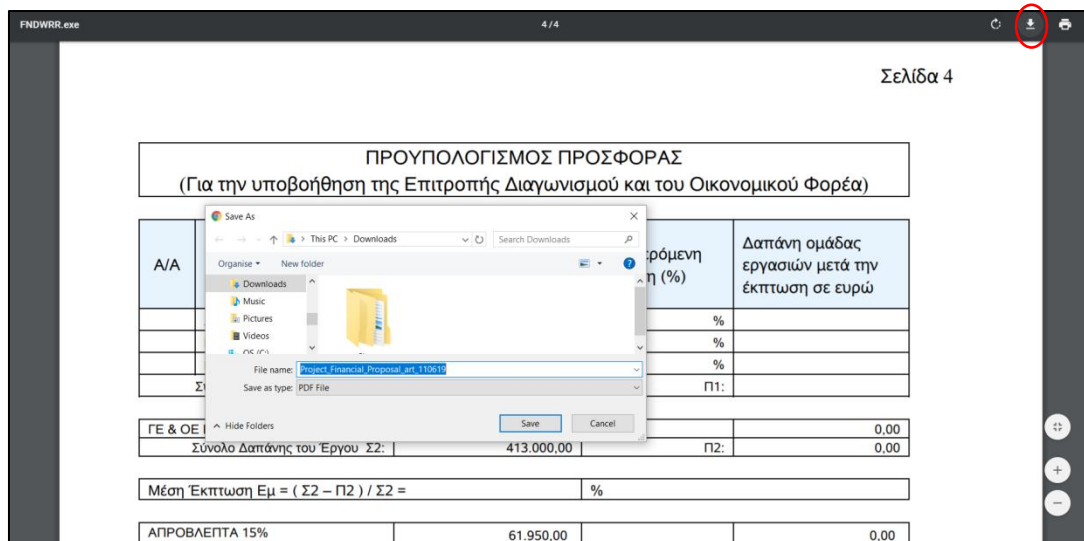 FNDWRR.exe
4 / 4
Σελίδα 4
ΠΡΟΥΠΟΛΟΓΙΣΜΟΣ ΠΡΟΣΦΟΡΑΣ
(Για την υποβοήθηση της Επιτροπής Διαγωνισμού και του Οικονομικού Φορέα)
Save As
This PC > Downloads
Search Downloads
Organise
New folder
Downloads
Music
Pictures
Videos
OS (C:)
File name: Project_Financial_Proposal_art_110619
Save as type: PDF File
Hide Folders
Save
Cancel
Α/Α
(%)
Δαπάνη ομάδας
εργασιών μετά την
έκπτωση σε ευρώ
%
%
%
Π1:
ΓΕ & ΟΕ
0,00
Σύνολο Δαπάνης του Έργου Σ2: 413.000,00 Π2: 0,00
Μέση Έκπτωση Εμ = ( Σ2 – Π2 ) / Σ2 = %
ΑΠΡΟΒΛΕΠΤΑ 15% 61.950,00 0,00